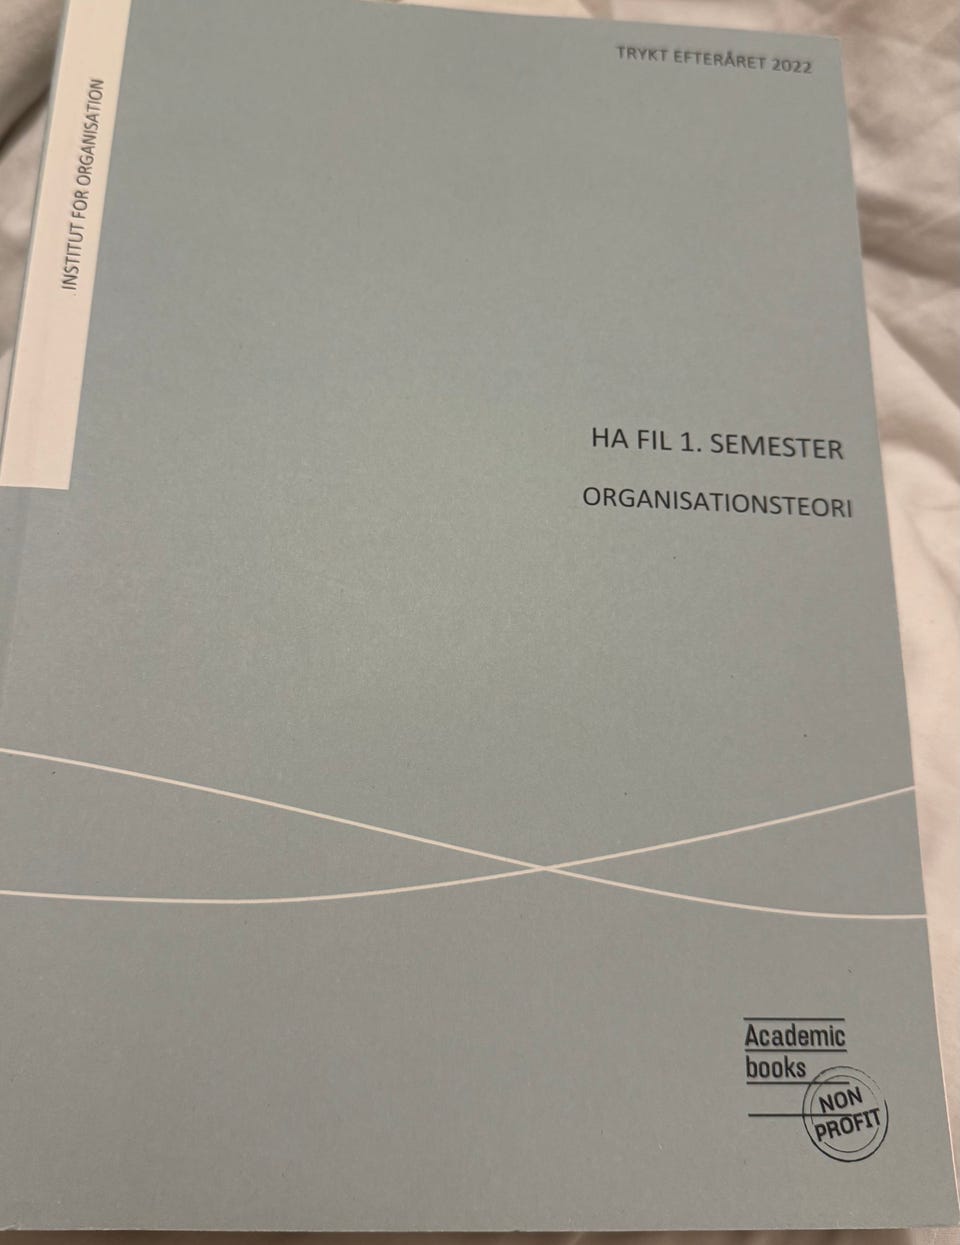 TRYKT EFTERÅRET 2022
INSTITUT FOR ORGANISATION
HA FIL 1. SEMESTER
ORGANISATIONSTEORI
Academic
books
NON
PROFIT